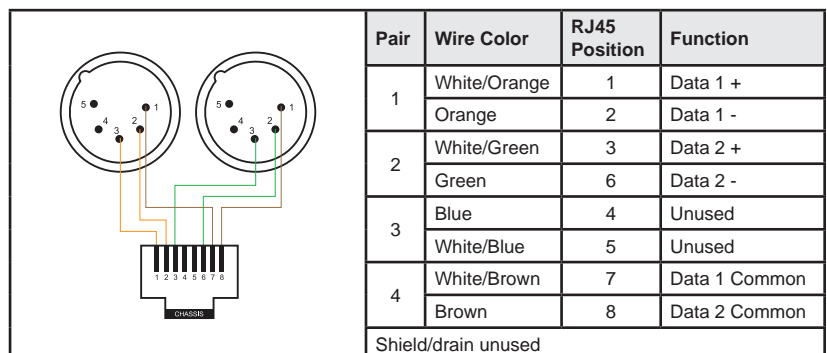 5
4
3
2
1
5
4
3
2
1
1 2 3 4 5 6 7 8
CHASSIS
Pair Wire Color RJ45 Position Function
1 White/Orange 1 Data 1 +
Orange 2 Data 1 -
2 White/Green 3 Data 2 +
Green 6 Data 2 -
3 Blue 4 Unused
White/Blue 5 Unused
4 White/Brown 7 Data 1 Common
Brown 8 Data 2 Common
Shield/drain unused